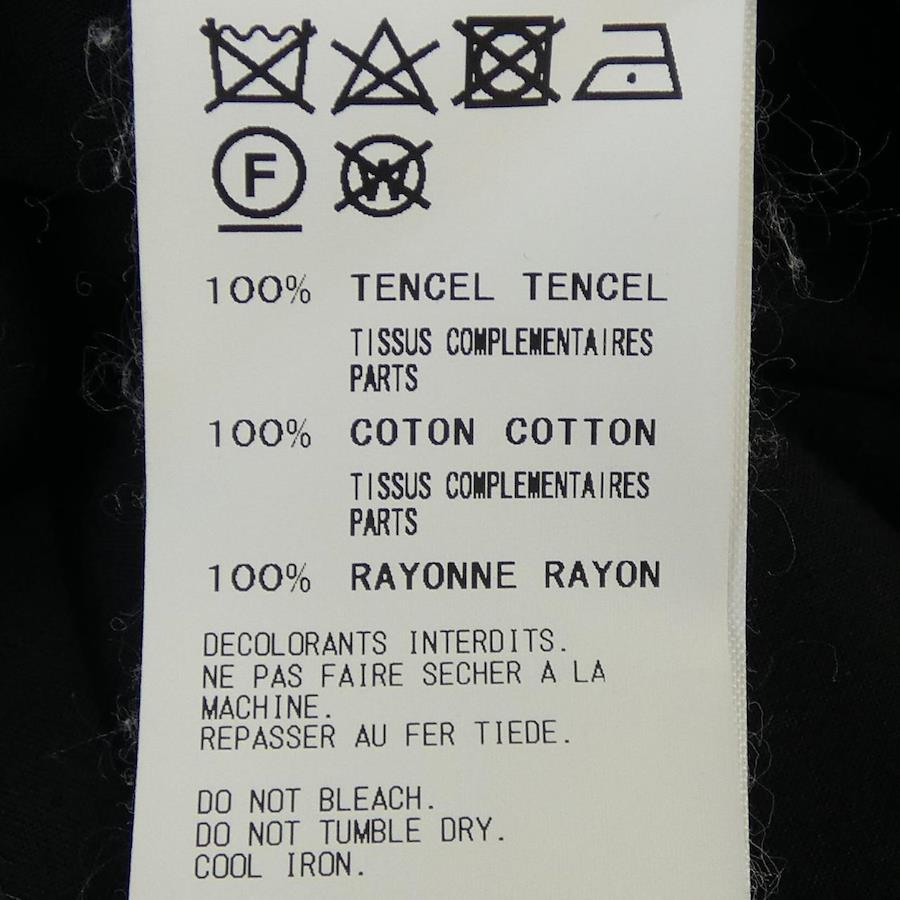 F W
100% TENCEL TENCEL
TISSUS COMPLEMENTAIRES
PARTS
100% COTON COTTON
TISSUS COMPLEMENTAIRES
PARTS
100% RAYONNE RAYON
DECOLORANTS INTERDITS.
NE PAS FAIRE SECHER A LA
MACHINE.
REPASSER AU FER TIEDE.
DO NOT BLEACH.
DO NOT TUMBLE DRY.
COOL IRON.